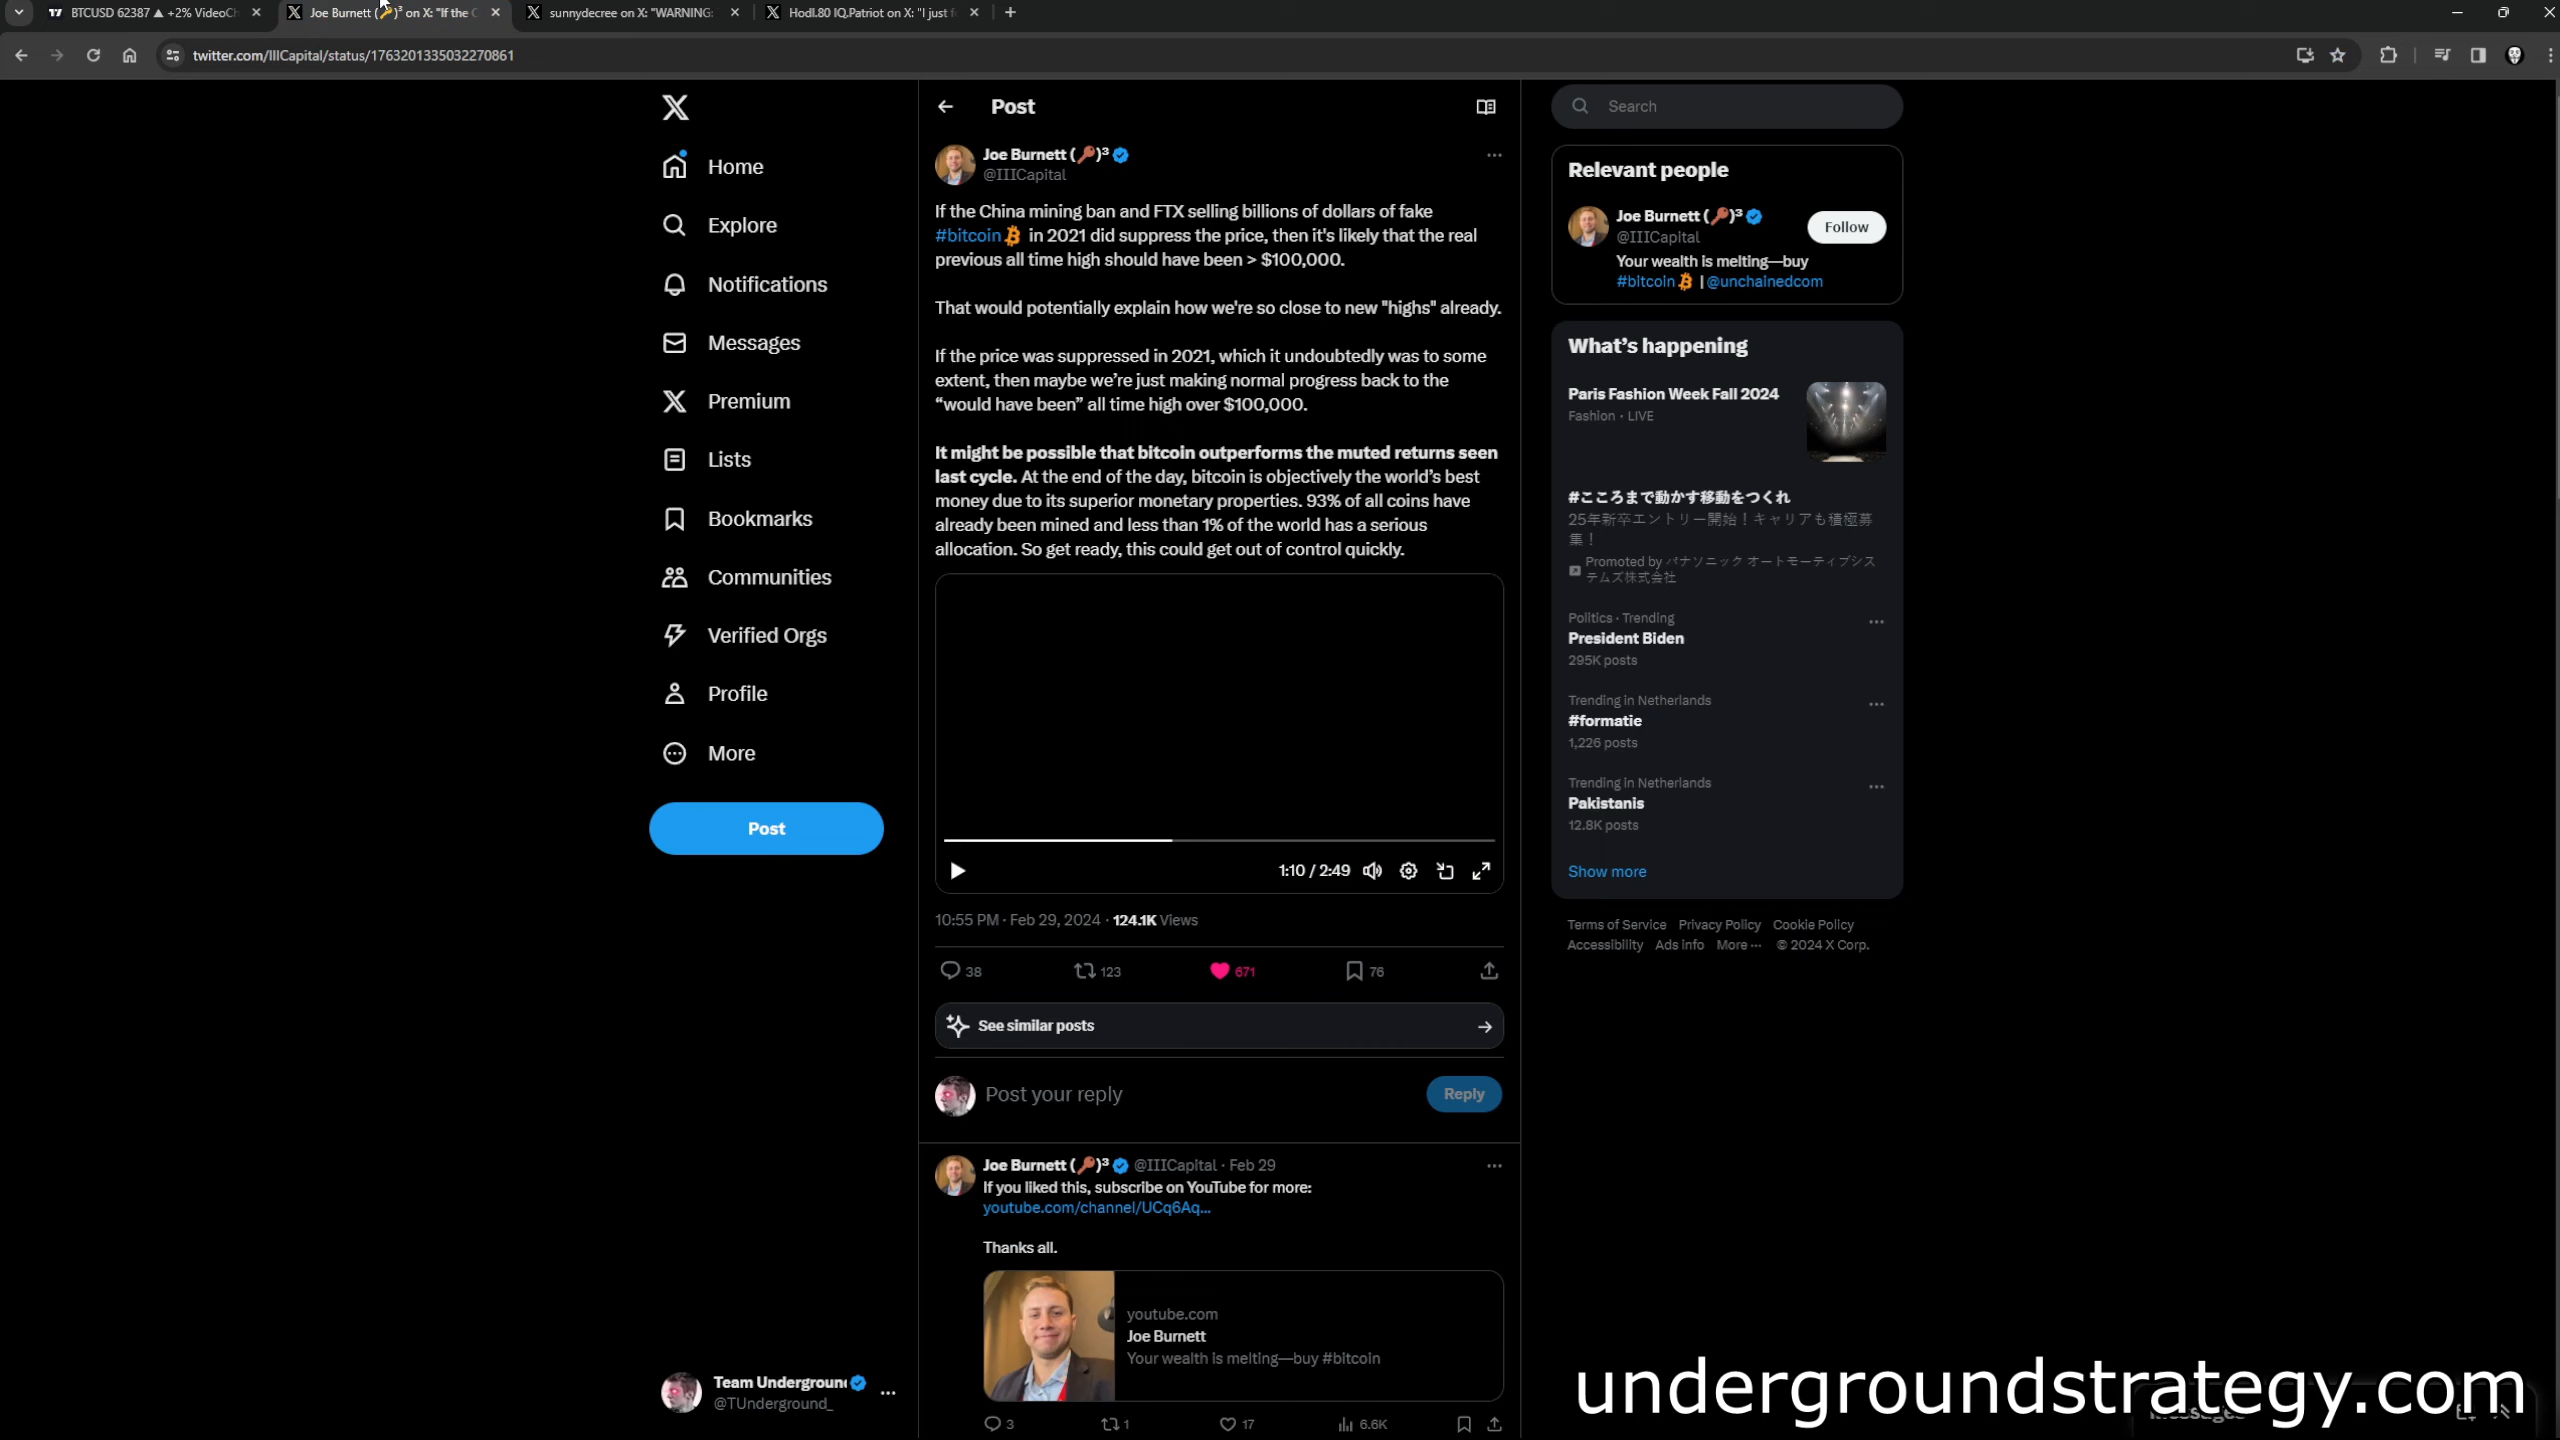 BTCUSD 62387 ▲ +2% VideoCh
Joe Burnett (🔑)³ on X: "If the C
sunnydecree on X: "WARNING:
Hodl.80 IQ.Patriot on X: "I just f
twitter.com/IIICapital/status/1763201335032270861
Home
Explore
Notifications
Messages
Premium
Lists
Bookmarks
Communities
Verified Orgs
Profile
More
Post
Team Underground
@TUnderground_
Post
Joe Burnett (🔑)³
@IIICapital
If the China mining ban and FTX selling billions of dollars of fake
#bitcoin in 2021 did suppress the price, then it's likely that the real
previous all time high should have been > $100,000.
That would potentially explain how we're so close to new "highs" already.
If the price was suppressed in 2021, which it undoubtedly was to some
extent, then maybe we’re just making normal progress back to the
“would have been” all time high over $100,000.
It might be possible that bitcoin outperforms the muted returns seen
last cycle. At the end of the day, bitcoin is objectively the world’s best
money due to its superior monetary properties. 93% of all coins have
already been mined and less than 1% of the world has a serious
allocation. So get ready, this could get out of control quickly.
1:10 / 2:49
10:55 PM · Feb 29, 2024 · 124.1K Views
38 123 671 76
See similar posts
Post your reply
Reply
Joe Burnett (🔑)³ @IIICapital · Feb 29
If you liked this, subscribe on YouTube for more:
youtube.com/channel/UCq6Aq...
Thanks all.
youtube.com
Joe Burnett
Your wealth is melting—buy #bitcoin
3 1 17 6.6K
Search
Relevant people
Joe Burnett (🔑)³
@IIICapital
Follow
Your wealth is melting—buy
#bitcoin | @unchainedcom
What’s happening
Paris Fashion Week Fall 2024
Fashion · LIVE
#こころまで動かす移動をつくれ
25年新卒エントリー開始！キャリアも積極募
集！
Promoted by パナソニック オートモーティブシス
テムズ株式会社
Politics · Trending
President Biden
295K posts
Trending in Netherlands
#formatie
1,226 posts
Trending in Netherlands
Pakistanis
12.8K posts
Show more
Terms of Service Privacy Policy Cookie Policy
Accessibility Ads info More ··· © 2024 X Corp.
Messages
undergroundstrategy.com